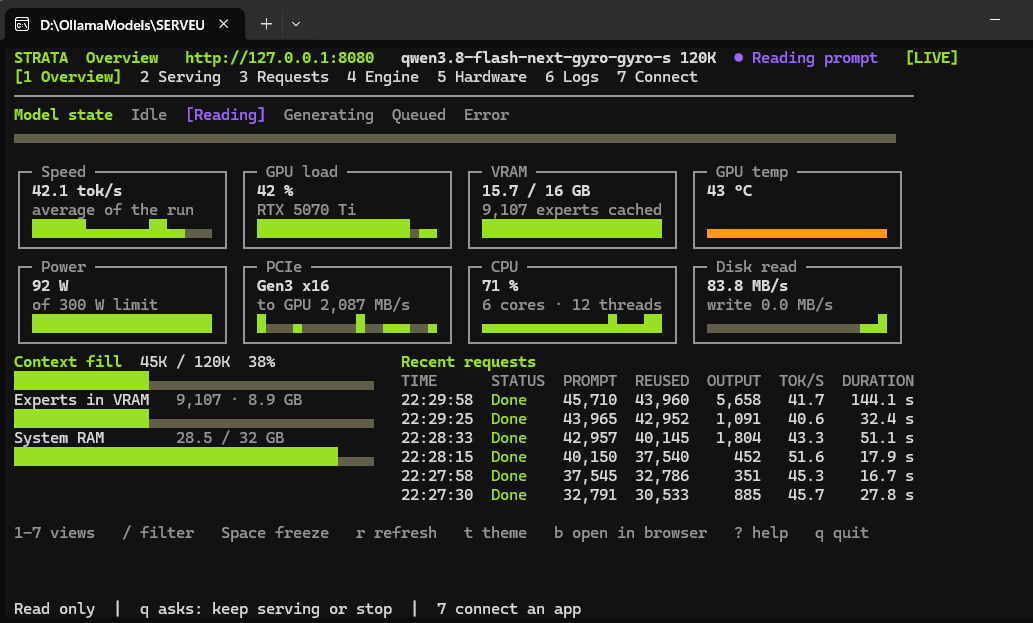 D:\OllamaModels\SERVEU
STRATA Overview http://127.0.0.1:8080 qwen3.8-flash-next-gyro-gyro-s 120K ● Reading prompt [LIVE]
[1 Overview] 2 Serving 3 Requests 4 Engine 5 Hardware 6 Logs 7 Connect
Model state Idle [Reading] Generating Queued Error
Speed GPU load VRAM GPU temp
42.1 tok/s 42 % 15.7 / 16 GB 43 °C
average of the run RTX 5070 Ti 9,107 experts cached
Power PCIe CPU Disk read
92 W Gen3 x16 71 % 83.8 MB/s
of 300 W limit to GPU 2,087 MB/s 6 cores · 12 threads write 0.0 MB/s
Context fill 45K / 120K 38%
Experts in VRAM 9,107 · 8.9 GB
System RAM 28.5 / 32 GB
Recent requests
TIME STATUS PROMPT REUSED OUTPUT TOK/S DURATION
22:29:58 Done 45,710 43,960 5,658 41.7 144.1 s
22:29:25 Done 43,965 42,952 1,091 40.6 32.4 s
22:28:33 Done 42,957 40,145 1,804 43.3 51.1 s
22:28:15 Done 40,150 37,540 452 51.6 17.9 s
22:27:58 Done 37,545 32,786 351 45.3 16.7 s
22:27:30 Done 32,791 30,533 885 45.7 27.8 s
1-7 views / filter Space freeze r refresh t theme b open in browser ? help q quit
Read only | q asks: keep serving or stop | 7 connect an app